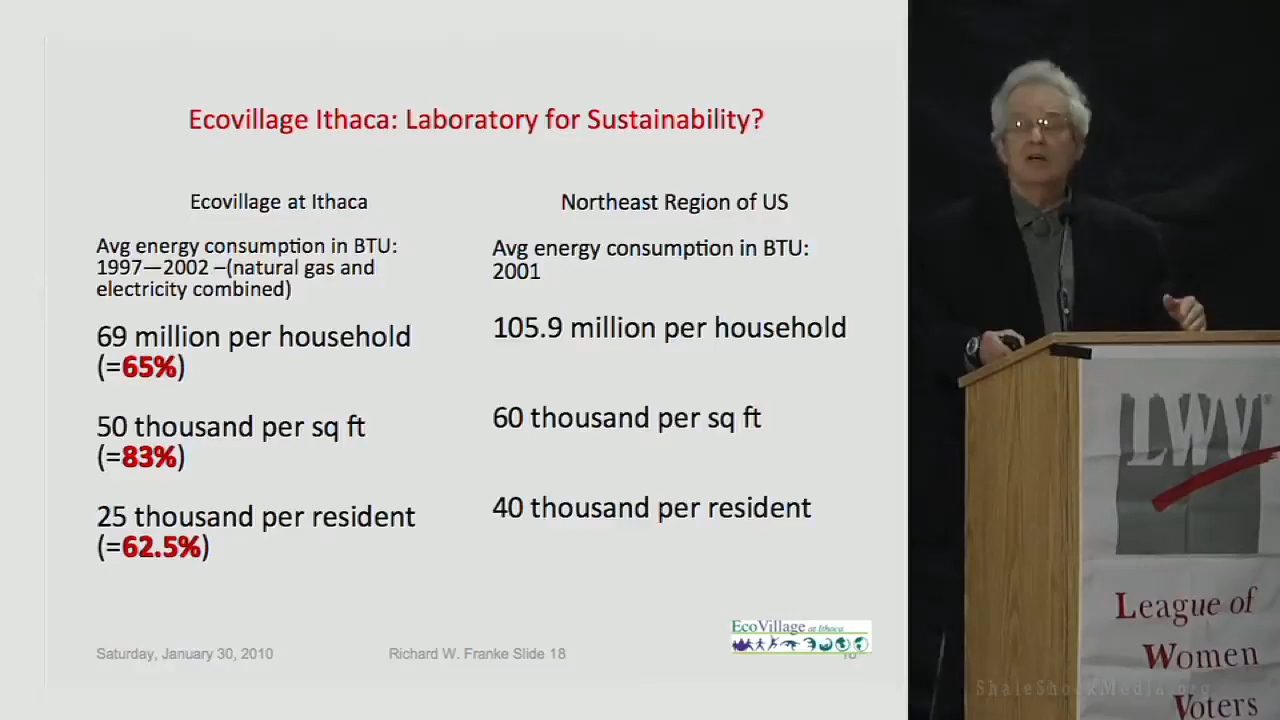 Ecovillage Ithaca: Laboratory for Sustainability?
Ecovillage at Ithaca
Avg energy consumption in BTU:
1997—2002 –(natural gas and
electricity combined)
69 million per household
(=65%)
50 thousand per sq ft
(=83%)
25 thousand per resident
(=62.5%)
Northeast Region of US
Avg energy consumption in BTU:
2001
105.9 million per household
60 thousand per sq ft
40 thousand per resident
Saturday, January 30, 2010
Richard W. Franke Slide 18
EcoVillage at Ithaca
LWV
League of
Women
Voters
ShaleShockMedia.org